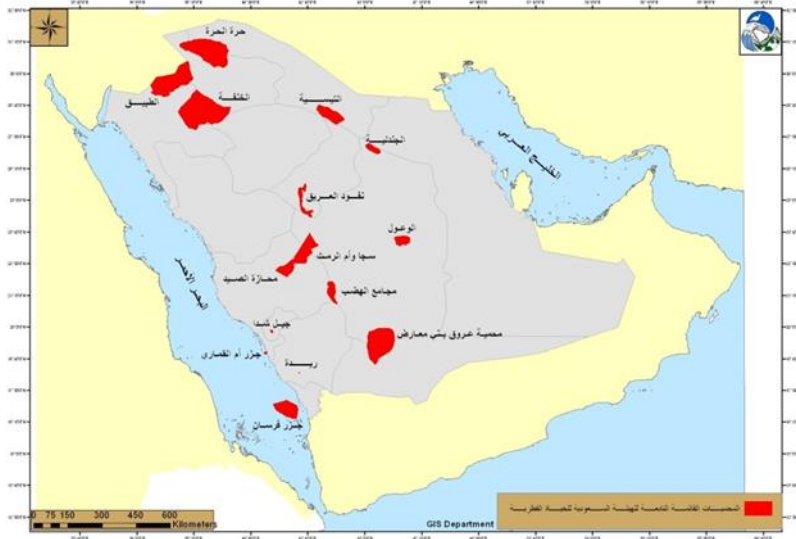 حرة الحرة
الطبيق
الخنفة
التيسية
الجندلية
الخليج العربي
نفود العريق
الوعول
سجا وأم الرمث
محازة الصيد
مجامع الهضب
البحر الأحمر
جبل شدا
محمية عروق بني معارض
جزر أم القماري
ريدة
جزر فرسان
المحميات القائمة التابعة للهيئة السعودية للحياة الفطرية
0 75 150 300 450 600
Kilometers
GIS Department